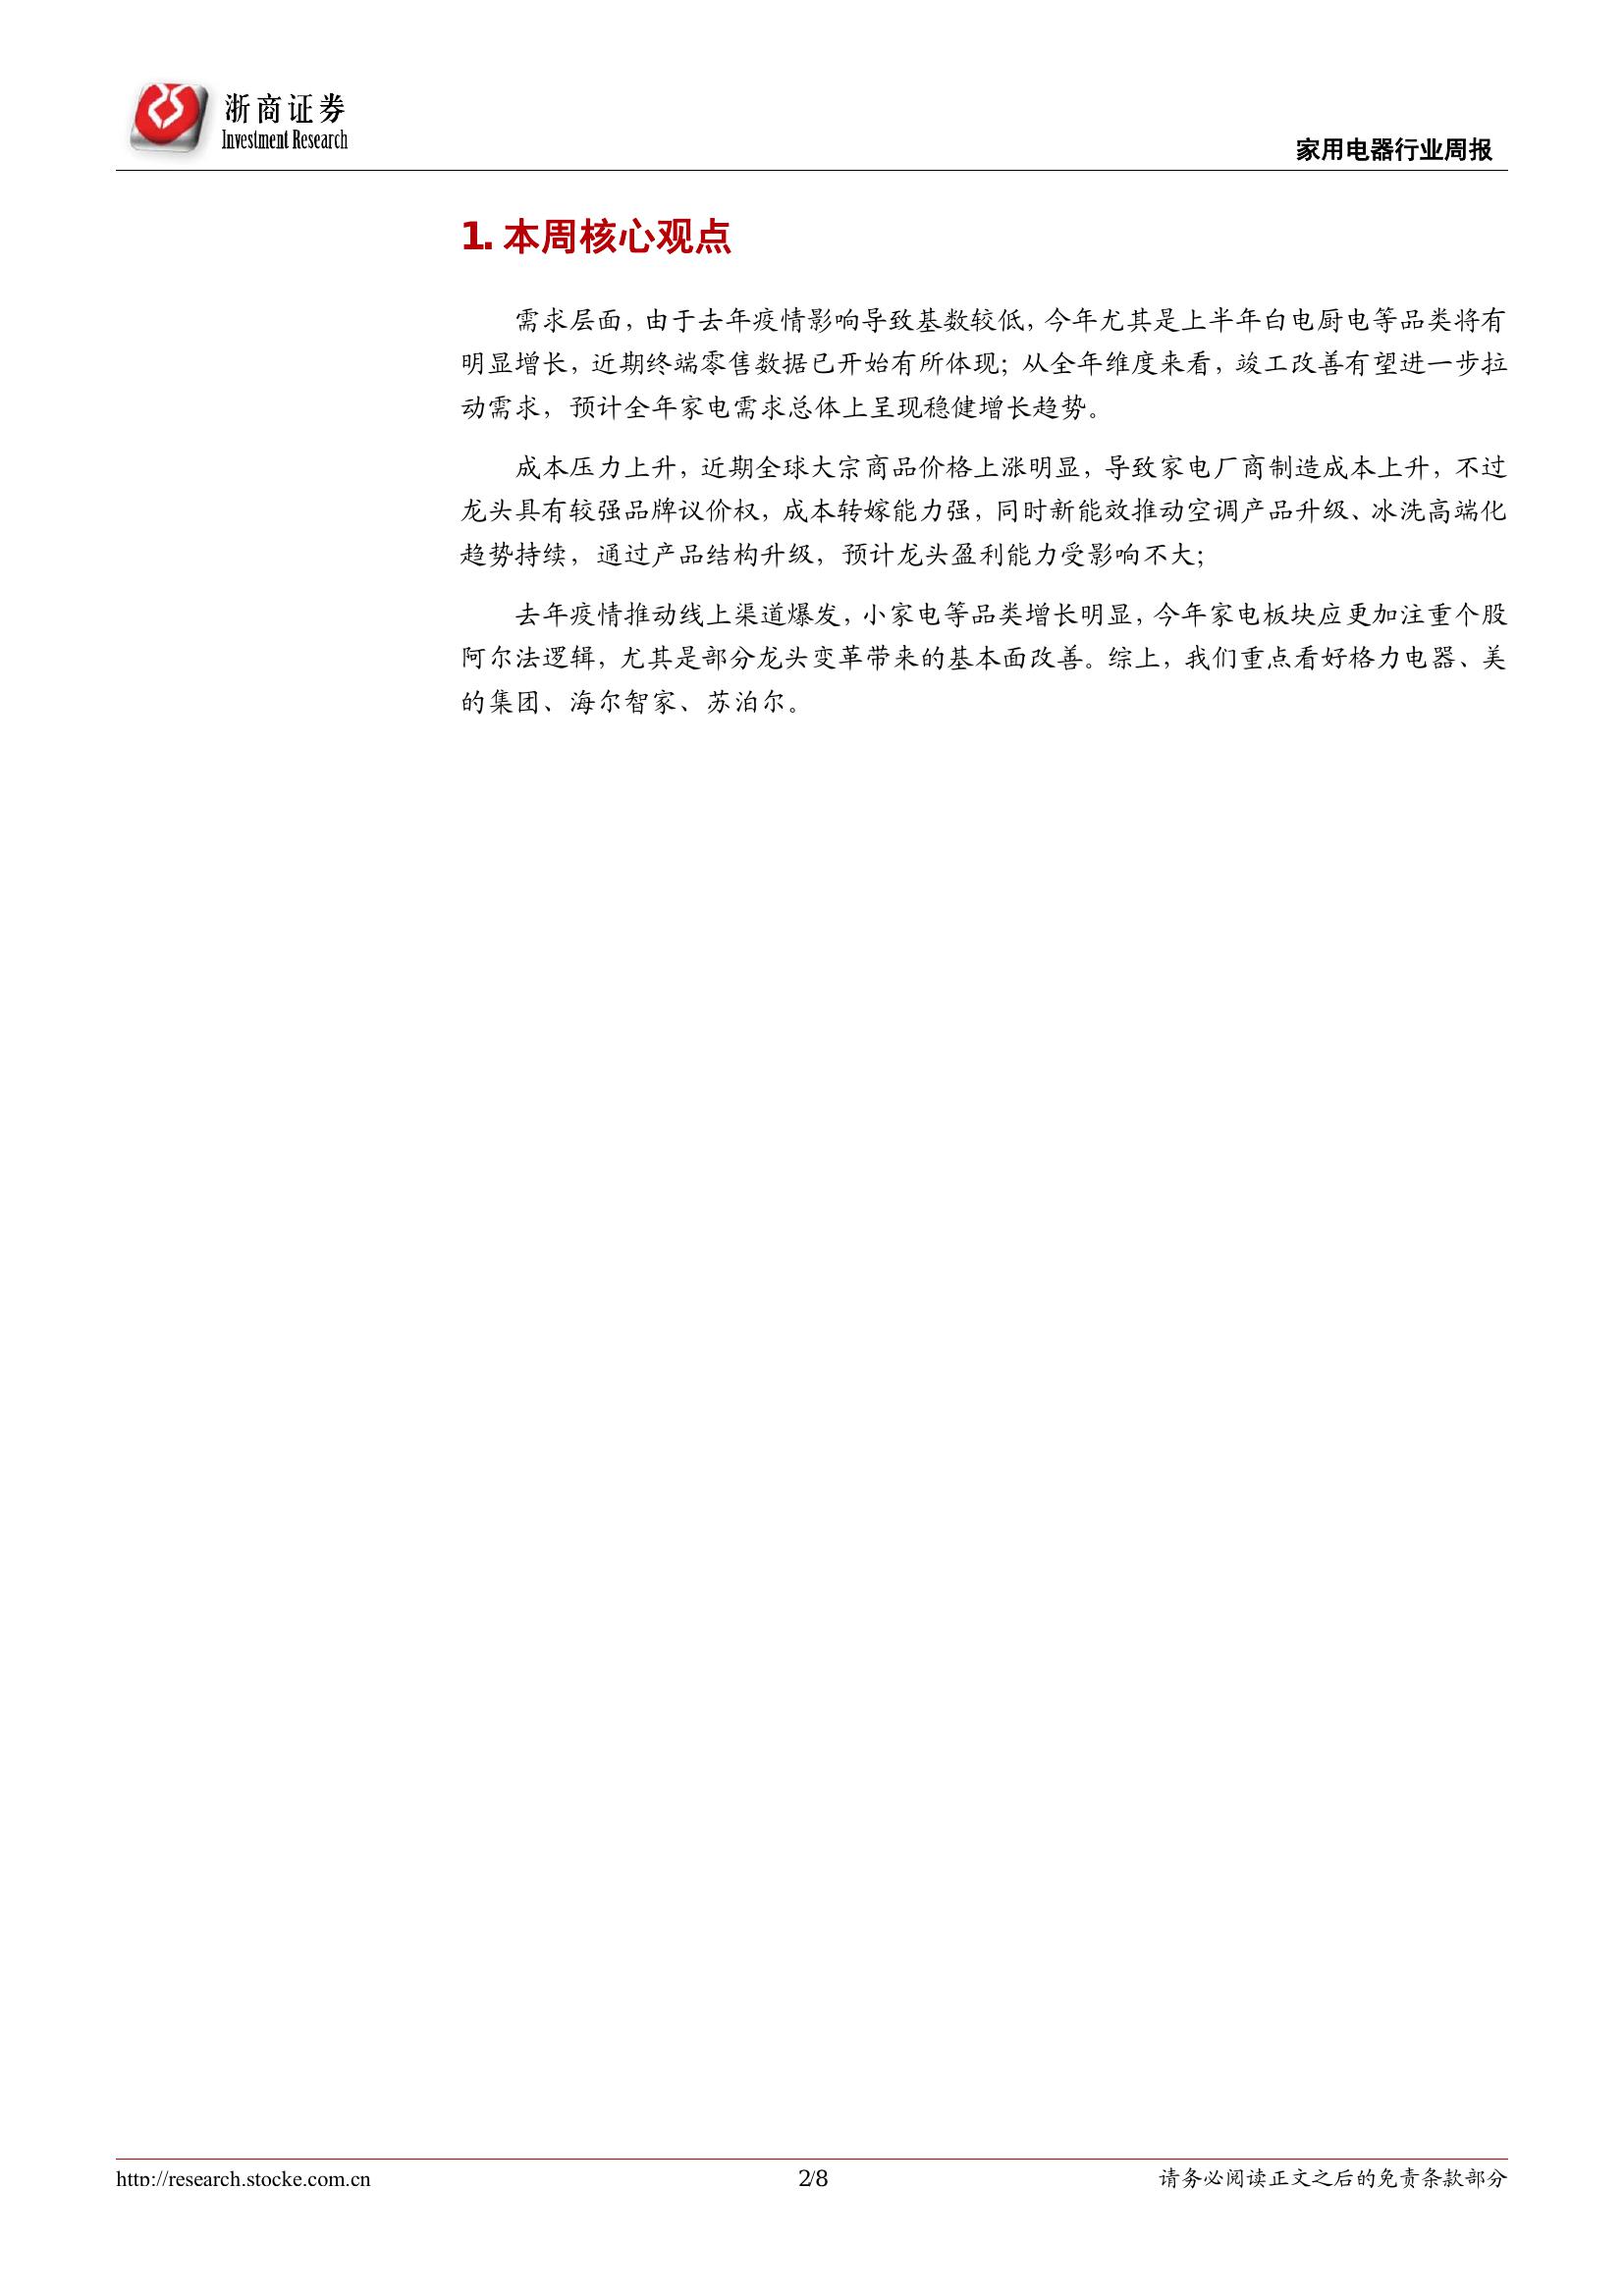 浙商证券
Investment Research
家用电器行业周报
1. 本周核心观点
需求层面，由于去年疫情影响导致基数较低，今年尤其是上半年白电厨电等品类将有
明显增长，近期终端零售数据已开始有所体现；从全年维度来看，竣工改善有望进一步拉
动需求，预计全年家电需求总体上呈现稳健增长趋势。
成本压力上升，近期全球大宗商品价格上涨明显，导致家电厂商制造成本上升，不过
龙头具有较强品牌议价权，成本转嫁能力强，同时新能效推动空调产品升级、冰洗高端化
趋势持续，通过产品结构升级，预计龙头盈利能力受影响不大；
去年疫情推动线上渠道爆发，小家电等品类增长明显，今年家电板块应更加注重个股
阿尔法逻辑，尤其是部分龙头变革带来的基本面改善。综上，我们重点看好格力电器、美
的集团、海尔智家、苏泊尔。
http://research.stocke.com.cn
2/8
请务必阅读正文之后的免责条款部分